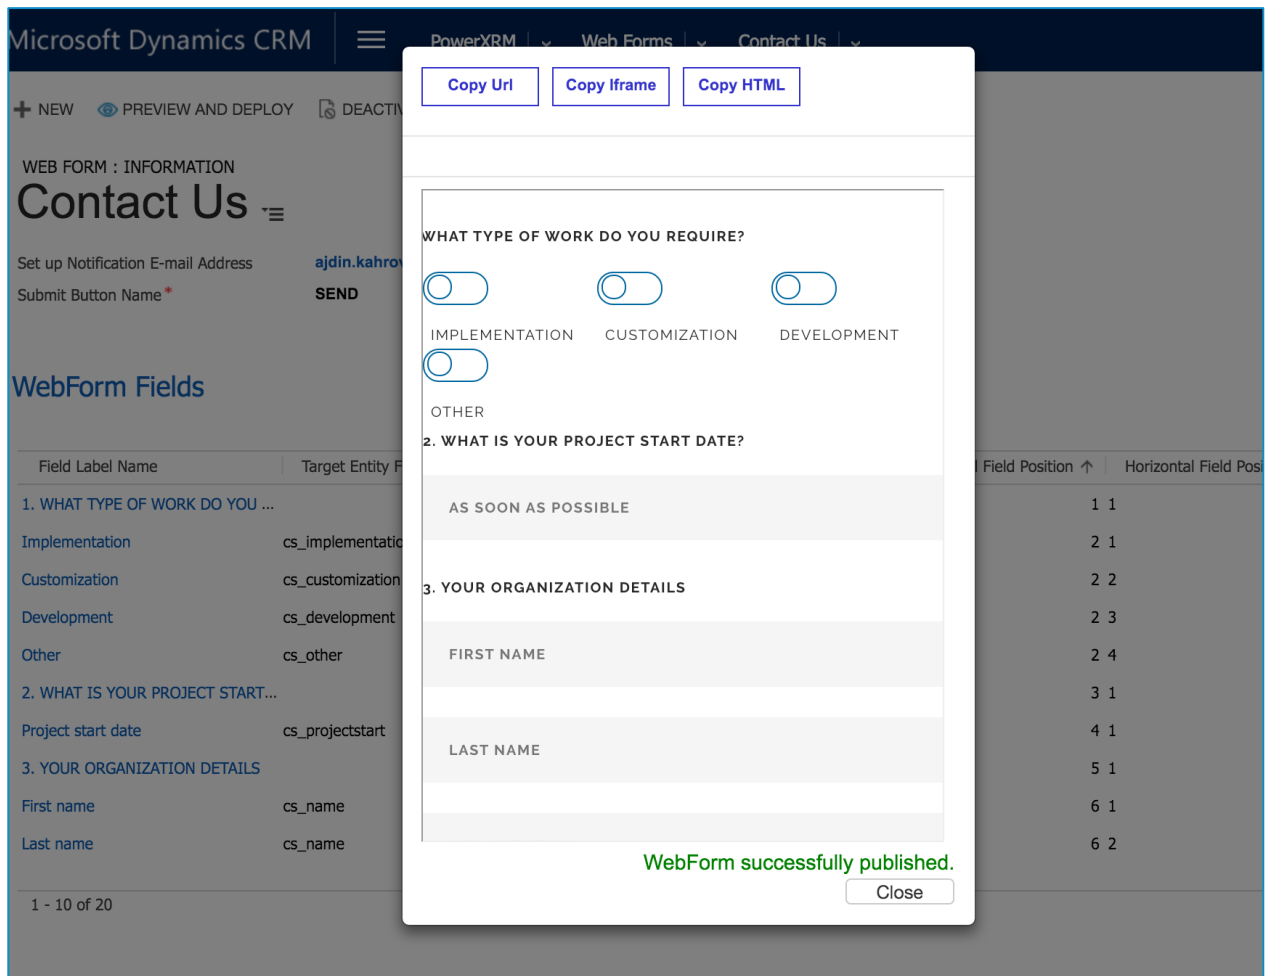 Microsoft Dynamics CRM PowerXRM Web Forms Contact Us
Copy Url Copy Iframe Copy HTML
NEW PREVIEW AND DEPLOY DEACTIV
WEB FORM : INFORMATION
Contact Us
WHAT TYPE OF WORK DO YOU REQUIRE?
Set up Notification E-mail Address ajdin.kahrov
Submit Button Name* SEND
IMPLEMENTATION CUSTOMIZATION DEVELOPMENT
WebForm Fields
OTHER
2. WHAT IS YOUR PROJECT START DATE?
Field Label Name Target Entity F l Field Position ↑ Horizontal Field Posi
1. WHAT TYPE OF WORK DO YOU ... 1 1
AS SOON AS POSSIBLE
Implementation cs_implementatic 2 1
Customization cs_customization 2 2
3. YOUR ORGANIZATION DETAILS
Development cs_development 2 3
Other cs_other 2 4
FIRST NAME
2. WHAT IS YOUR PROJECT START... 3 1
Project start date cs_projectstart 4 1
LAST NAME
3. YOUR ORGANIZATION DETAILS 5 1
First name cs_name 6 1
Last name cs_name 6 2
WebForm successfully published.
Close
1 - 10 of 20